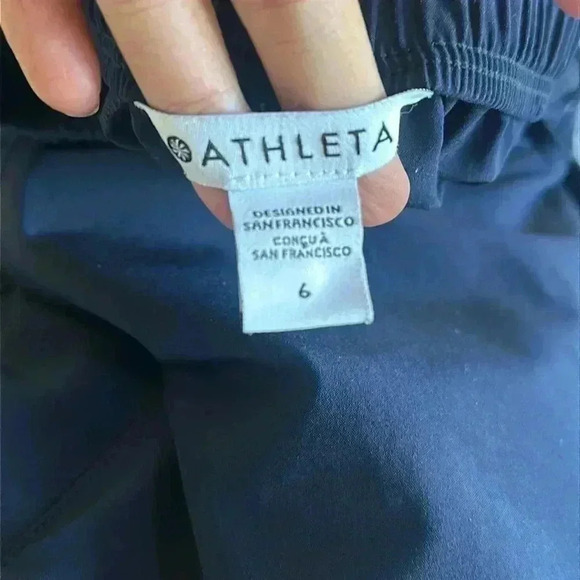 ATHLETA
DESIGNED IN
SAN FRANCISCO
CONÇU À
SAN FRANCISCO
6